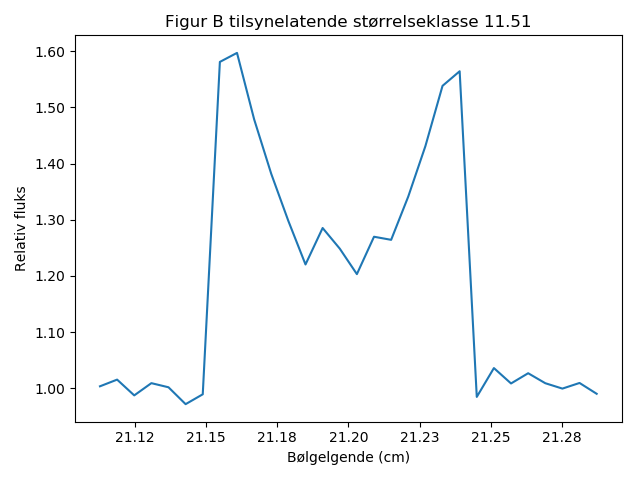 Figur B tilsynelatende størrelseklasse 11.51
1.60
1.50
1.40
1.30
1.20
1.10
1.00
Relativ fluks
21.12 21.15 21.18 21.20 21.23 21.25 21.28
Bølgelgende (cm)